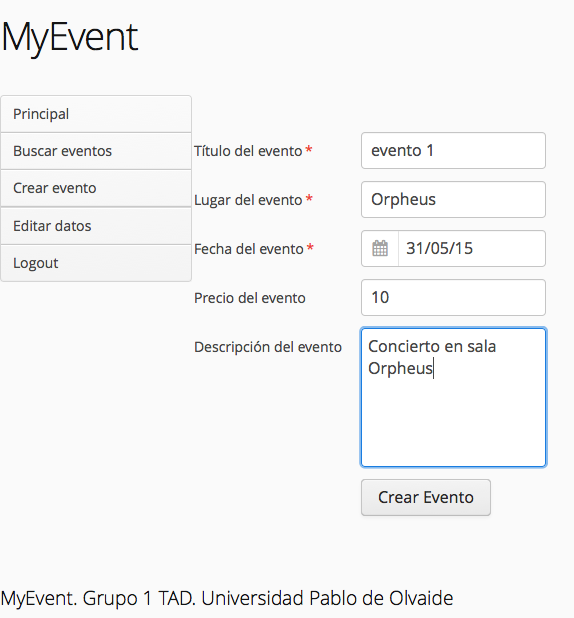 MyEvent
Principal
Buscar eventos
Crear evento
Editar datos
Logout
Título del evento *
evento 1
Lugar del evento *
Orpheus
Fecha del evento *
31/05/15
Precio del evento
10
Descripción del evento
Concierto en sala
Orpheus
Crear Evento
MyEvent. Grupo 1 TAD. Universidad Pablo de Olvaide